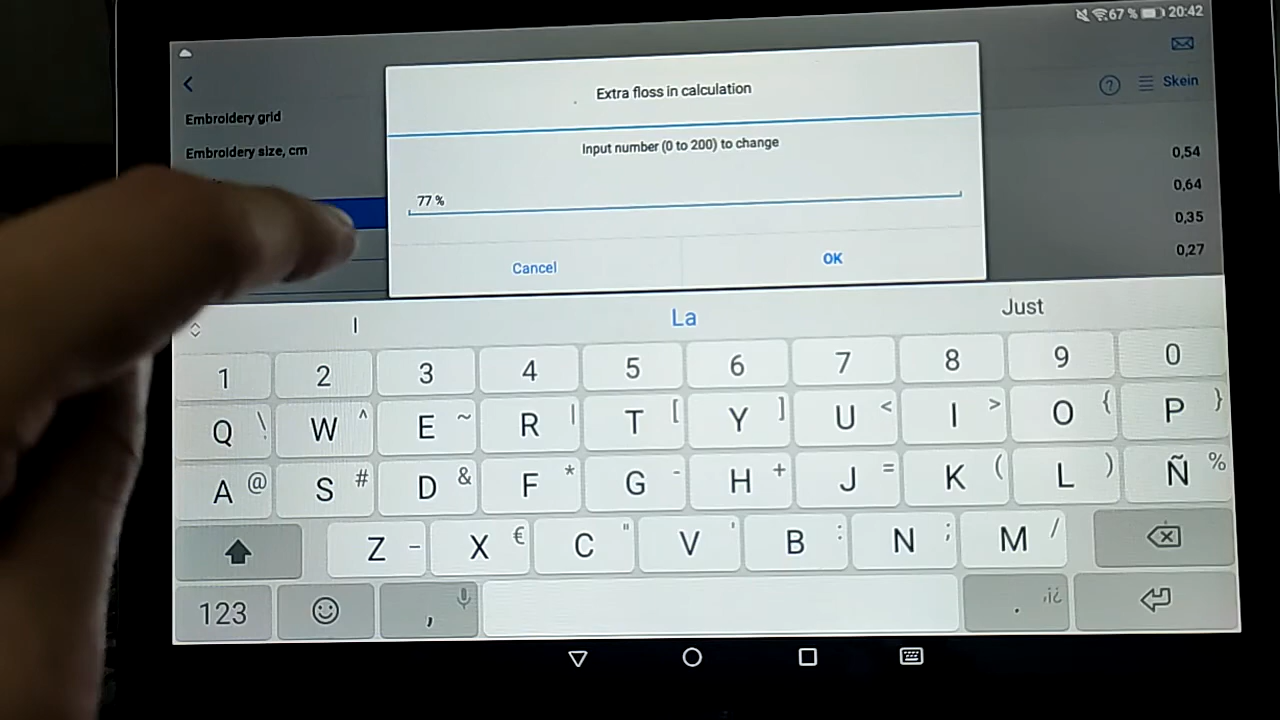 67 % 20:42
Skein
Embroidery grid
Embroidery size, cm
Extra floss in calculation
Input number (0 to 200) to change
77 %
Cancel
OK
0,54
0,64
0,35
0,27
I
La
Just
1 2 3 4 5 6 7 8 9 0
Q \ W ^ E ~ R | T [ Y ] U < I > O { P }
A @ S # D & F * G - H + J = K ( L ) Ñ %
Z _ X € C " V ' B : N ; M /
123 , . ,¡¿